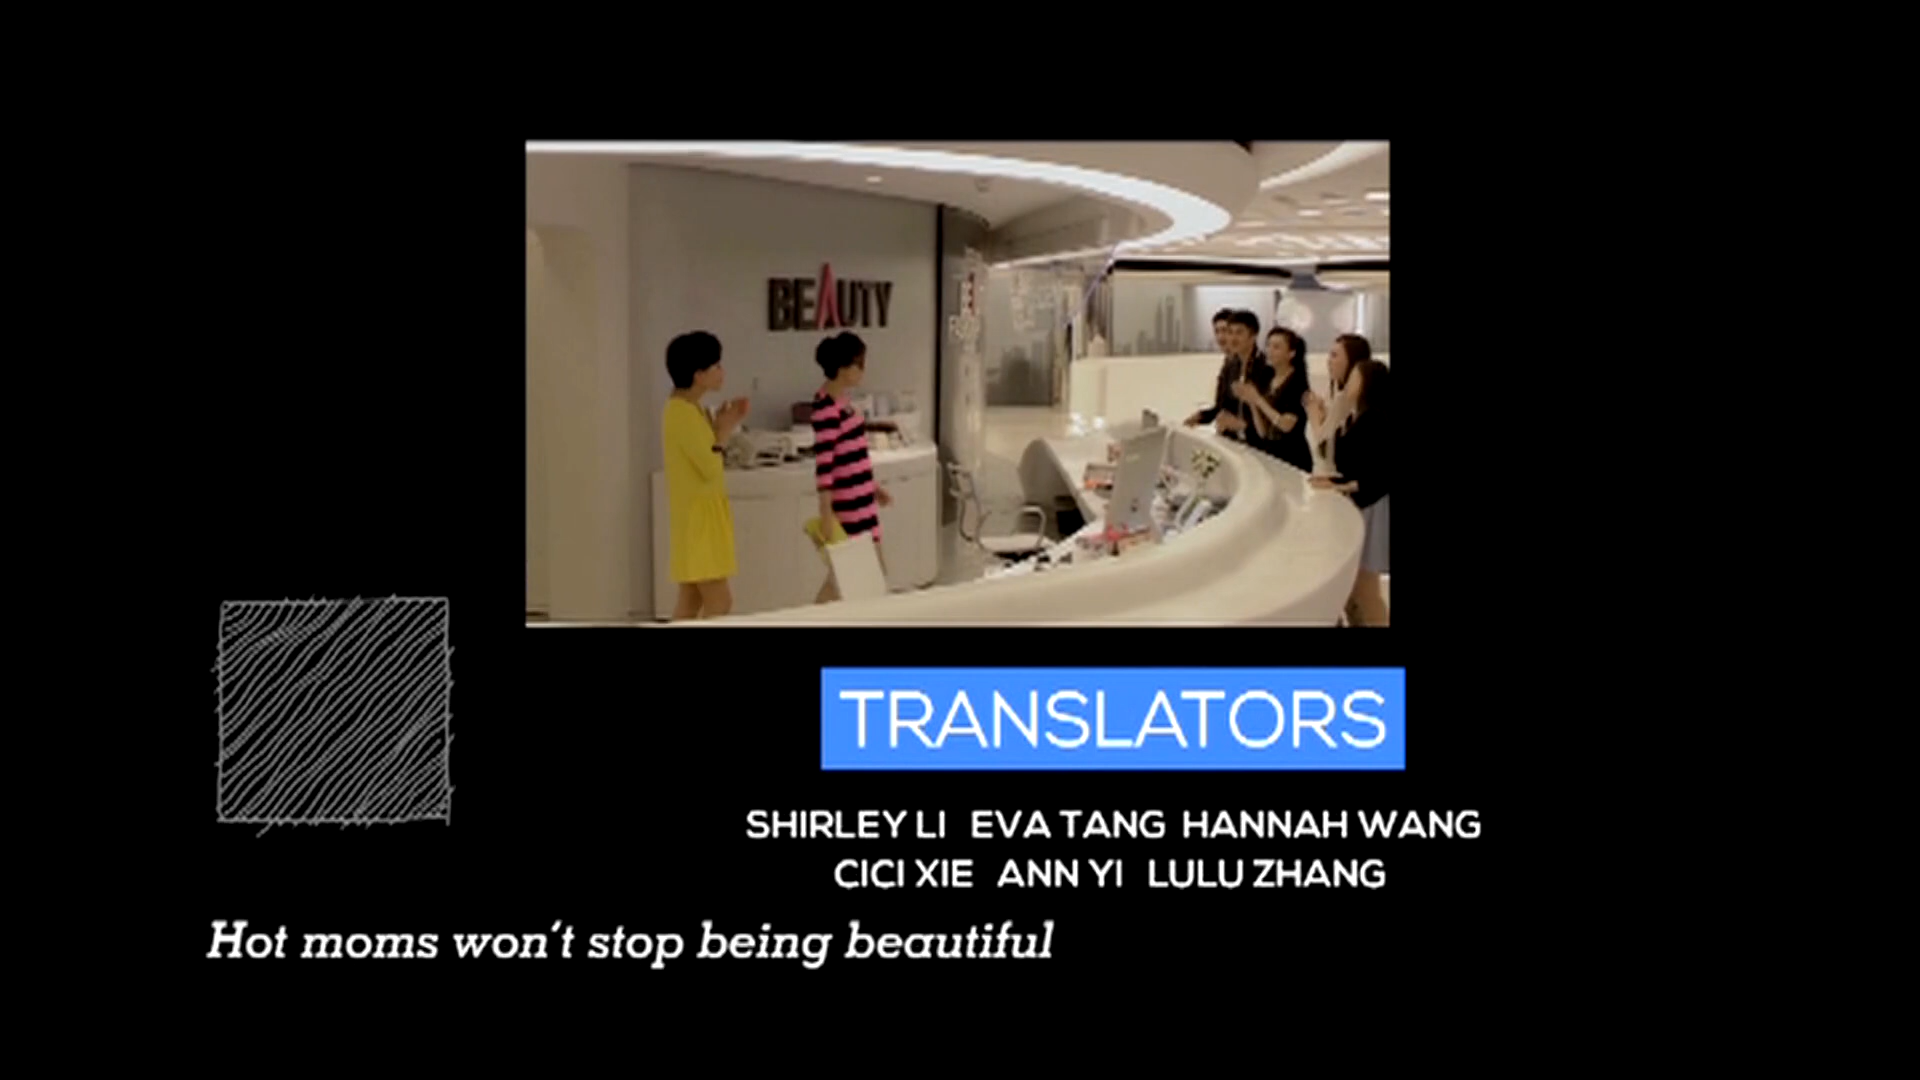 BEAUTY
TRANSLATORS
SHIRLEY LI EVA TANG HANNAH WANG
CICI XIE ANN YI LULU ZHANG
Hot moms won't stop being beautiful